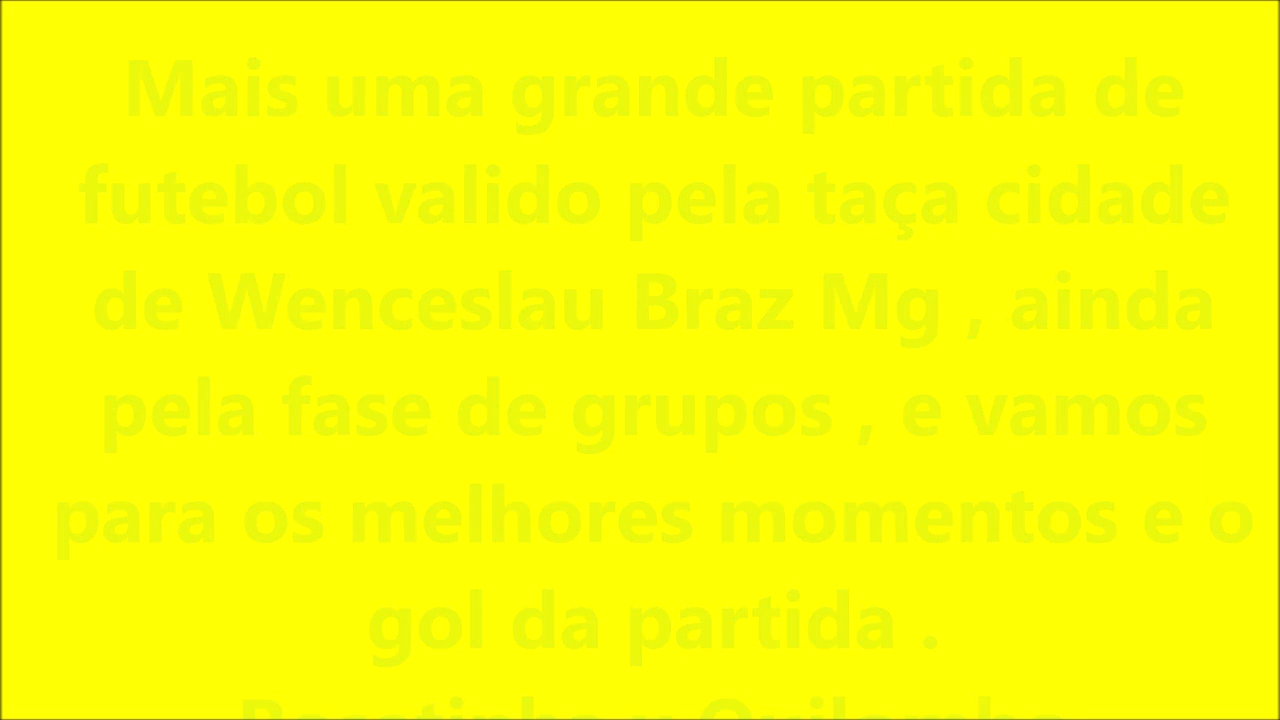 Mais uma grande partida de
futebol valido pela taça cidade
de Wenceslau Braz Mg , ainda
pela fase de grupos , e vamos
para os melhores momentos e o
gol da partida .